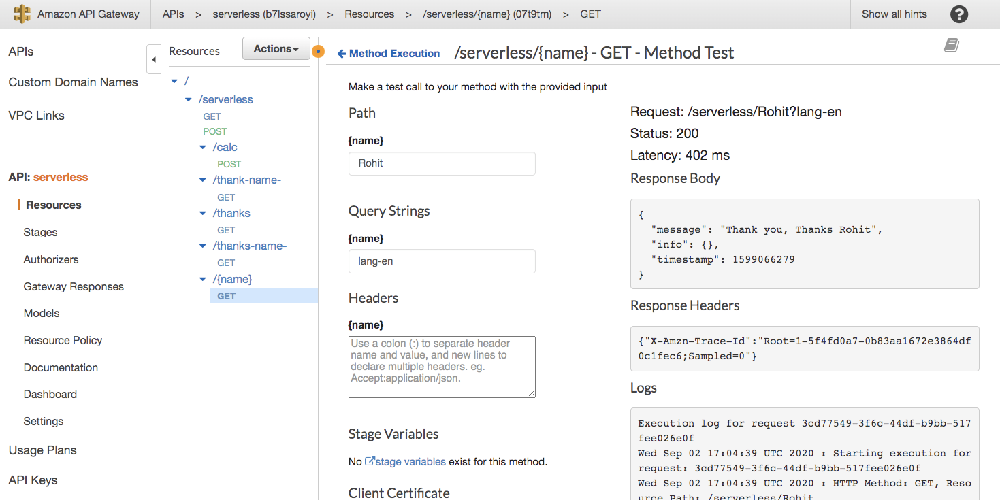 Amazon API Gateway
APIs > serverless (b7lssaroyi) > Resources > /serverless/{name} (07t9tm) > GET
Show all hints
?
APIs
Custom Domain Names
VPC Links
API: serverless
Resources
Stages
Authorizers
Gateway Responses
Models
Resource Policy
Documentation
Dashboard
Settings
Usage Plans
API Keys
Resources
Actions
/
/serverless
GET
POST
/calc
POST
/thank-name-
GET
/thanks
GET
/thanks-name-
GET
/{name}
GET
Method Execution
/serverless/{name} - GET - Method Test
Make a test call to your method with the provided input
Path
{name}
Rohit
Query Strings
{name}
lang-en
Headers
{name}
Use a colon (:) to separate header
name and value, and new lines to
declare multiple headers. eg.
Accept:application/json.
Stage Variables
No stage variables exist for this method.
Client Certificate
Request: /serverless/Rohit?lang-en
Status: 200
Latency: 402 ms
Response Body
{
"message": "Thank you, Thanks Rohit",
"info": {},
"timestamp": 1599066279
}
Response Headers
{"X-Amzn-Trace-Id":"Root=1-5f4fd0a7-0b83aa1672e3864df
0c1fec6;Sampled=0"}
Logs
Execution log for request 3cd77549-3f6c-44df-b9bb-517
fee026e0f
Wed Sep 02 17:04:39 UTC 2020 : Starting execution for
request: 3cd77549-3f6c-44df-b9bb-517fee026e0f
Wed Sep 02 17:04:39 UTC 2020 : HTTP Method: GET, Reso
urce Path: /serverless/Rohit